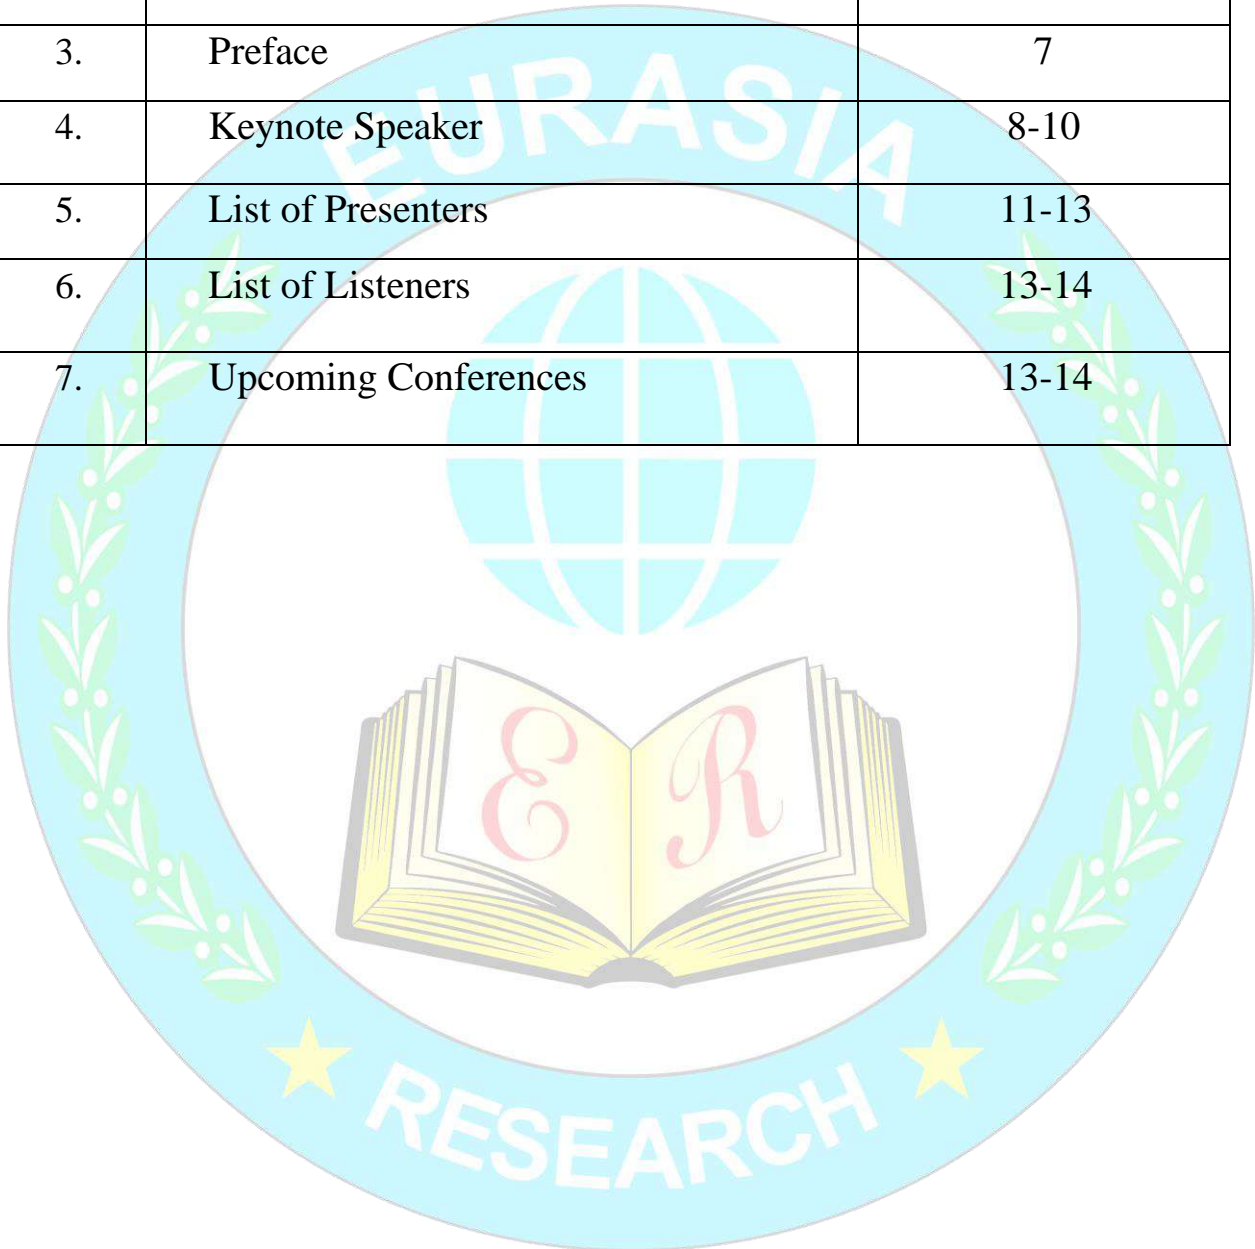 3. Preface 7
4. Keynote Speaker 8-10
5. List of Presenters 11-13
6. List of Listeners 13-14
7. Upcoming Conferences 13-14
EURASIA
E R
RESEARCH